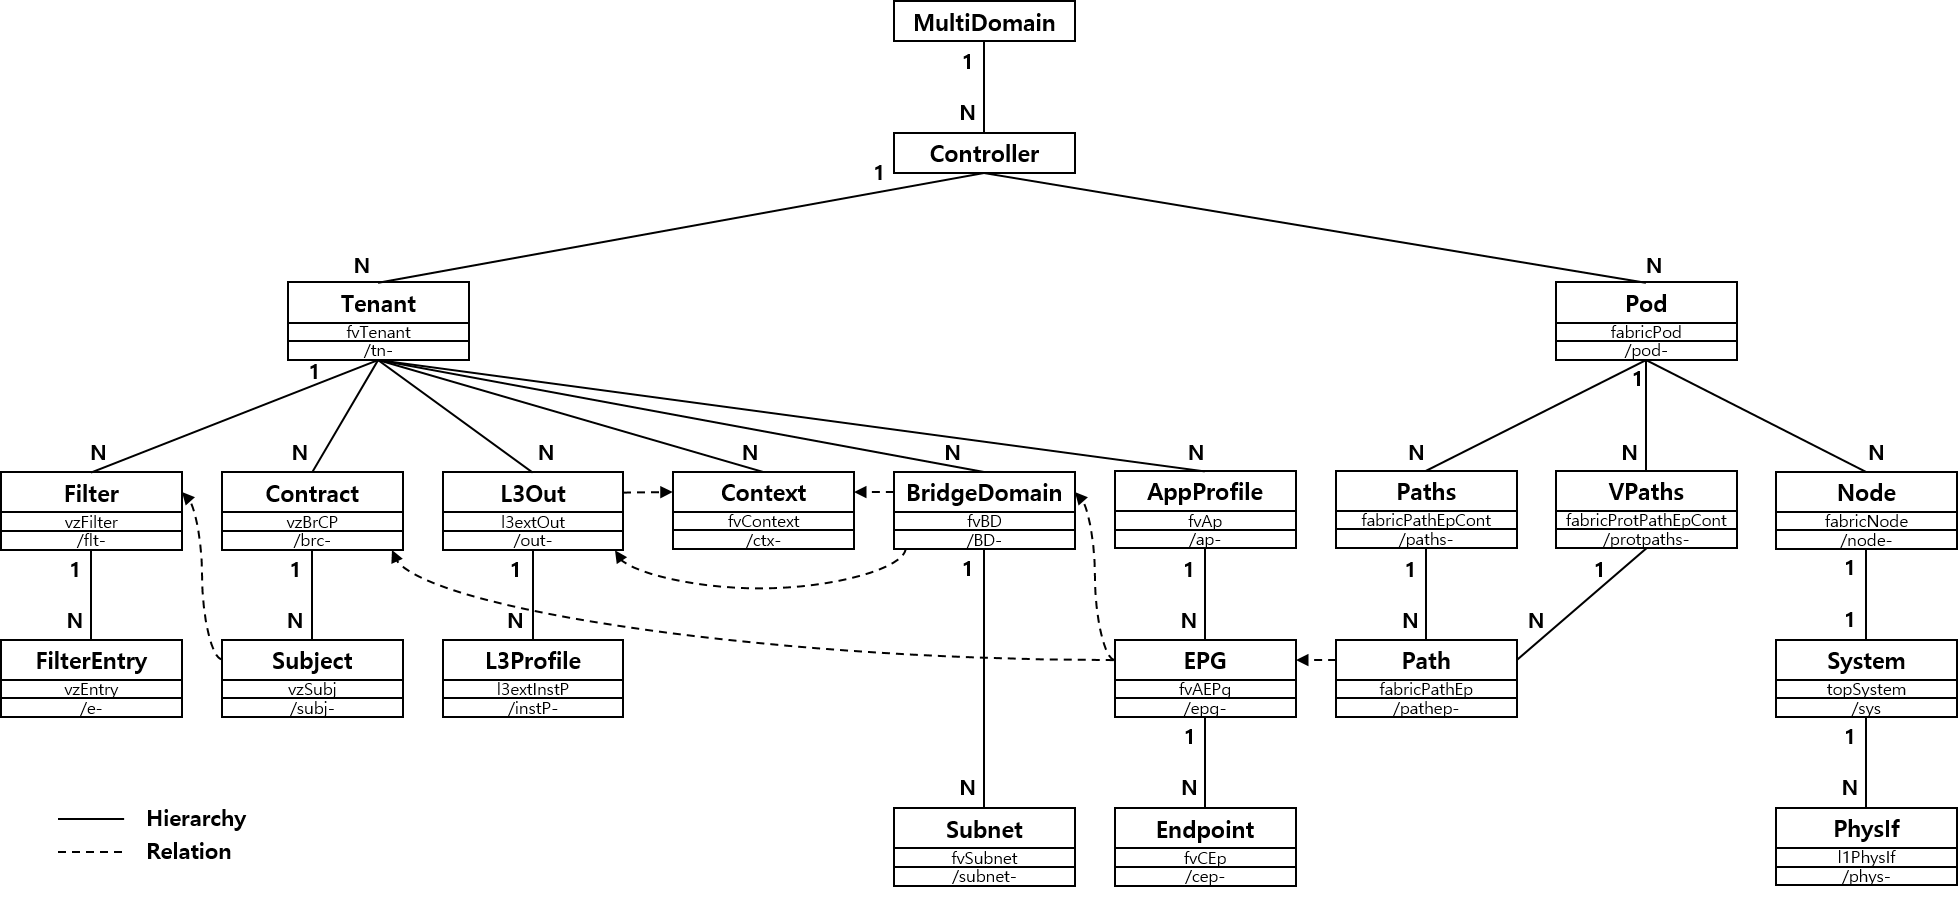 MultiDomain
1
N
Controller
1
N
N
Tenant
fvTenant
/tn-
Pod
fabricPod
/pod-
1
1
N
N
N
N
N
N
N
N
N
Filter
vzFilter
/flt-
Contract
vzBrCP
/brc-
L3Out
l3extOut
/out-
Context
fvContext
/ctx-
BridgeDomain
fvBD
/BD-
AppProfile
fvAp
/ap-
Paths
fabricPathEpCont
/paths-
VPaths
fabricProtPathEpCont
/protpaths-
Node
fabricNode
/node-
1
1
1
1
1
1
1
1
N
N
N
N
N
N
1
FilterEntry
vzEntry
/e-
Subject
vzSubj
/subj-
L3Profile
l3extInstP
/instP-
EPG
fvAEPg
/epg-
Path
fabricPathEp
/pathep-
System
topSystem
/sys
1
1
N
N
N
Subnet
fvSubnet
/subnet-
Endpoint
fvCEp
/cep-
PhysIf
l1PhysIf
/phys-
Hierarchy
Relation